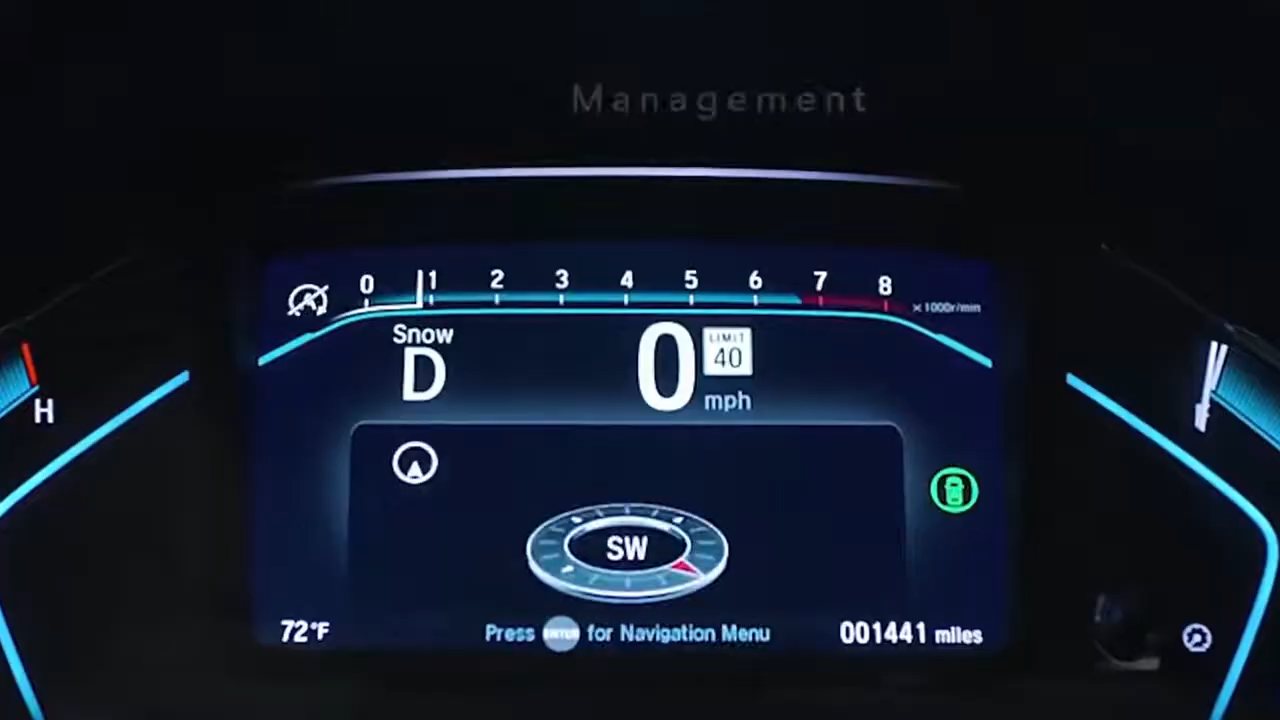 Management
0 1 2 3 4 5 6 7 8
x1000r/min
Snow
D
0
LIMIT
40
mph
H
SW
72°F
Press ENTER for Navigation Menu
001441 miles